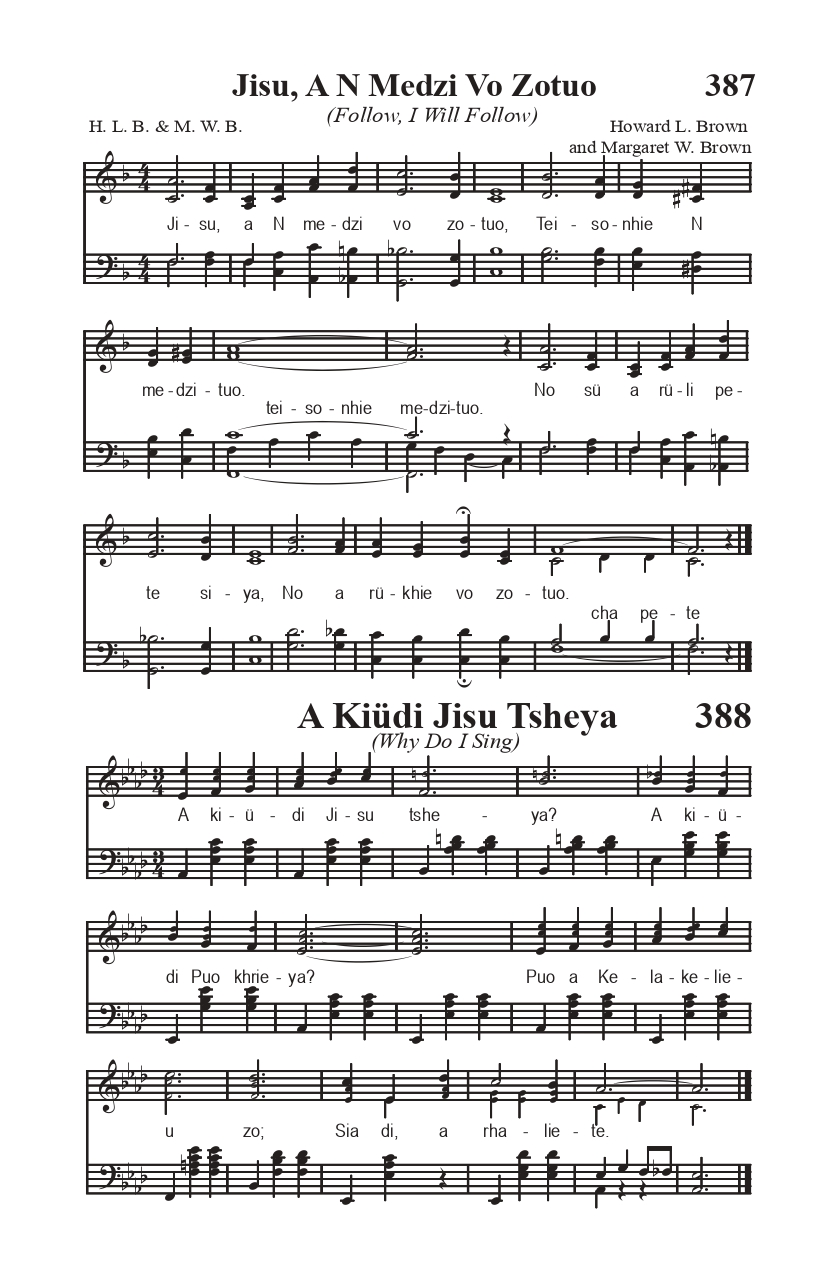 Jisu, A N Medzi Vo Zotuo 387
(Follow, I Will Follow)
H. L. B. & M. W. B. Howard L. Brown
and Margaret W. Brown
Ji - su, a N me - dzi vo zo - tuo, Tei - so - nhie N
me - dzi - tuo. No sü a rü - li pe -
tei - so - nhie me-dzi-tuo.
te si - ya, No a rü - khie vo zo - tuo.
cha pe - te
A Kiüdi Jisu Tsheya 388
(Why Do I Sing)
A ki - ü - di Ji - su tshe - ya? A ki - ü -
di Puo khrie - ya? Puo a Ke - la - ke - lie -
u zo; Sia di, a rha - lie - te.